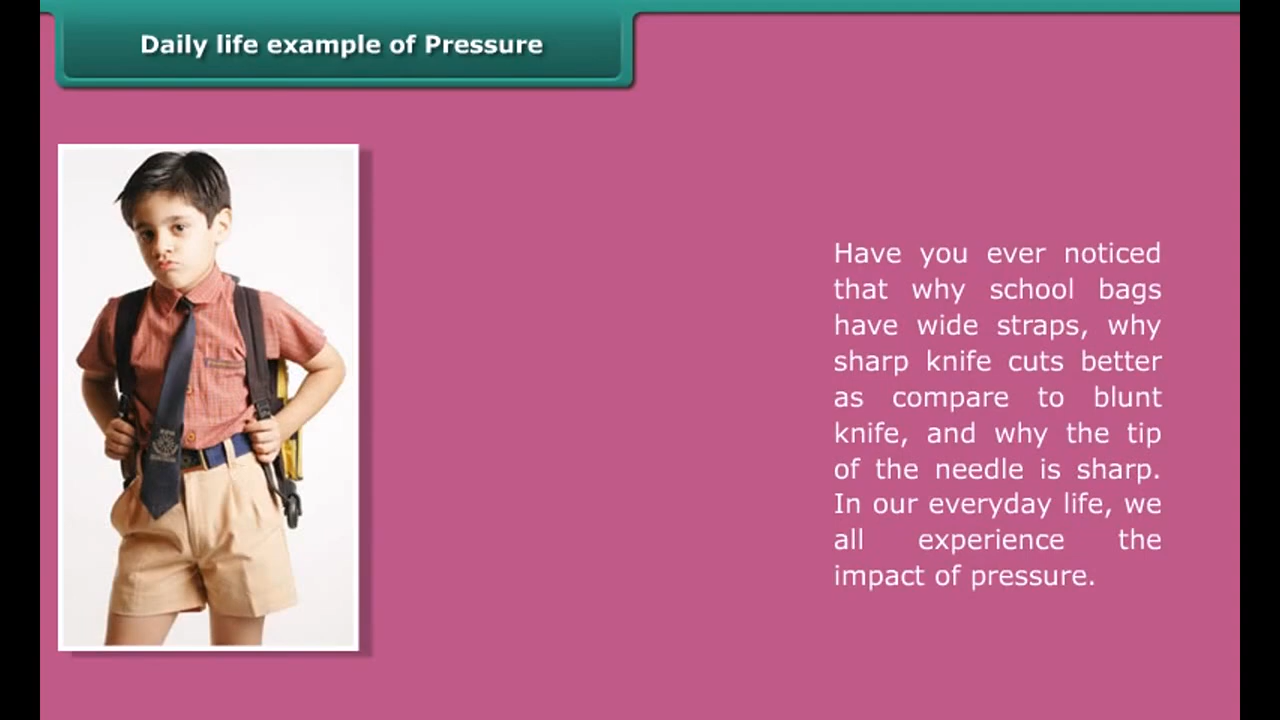 Daily life example of Pressure
Have you ever noticed
that why school bags
have wide straps, why
sharp knife cuts better
as compare to blunt
knife, and why the tip
of the needle is sharp.
In our everyday life, we
all experience the
impact of pressure.